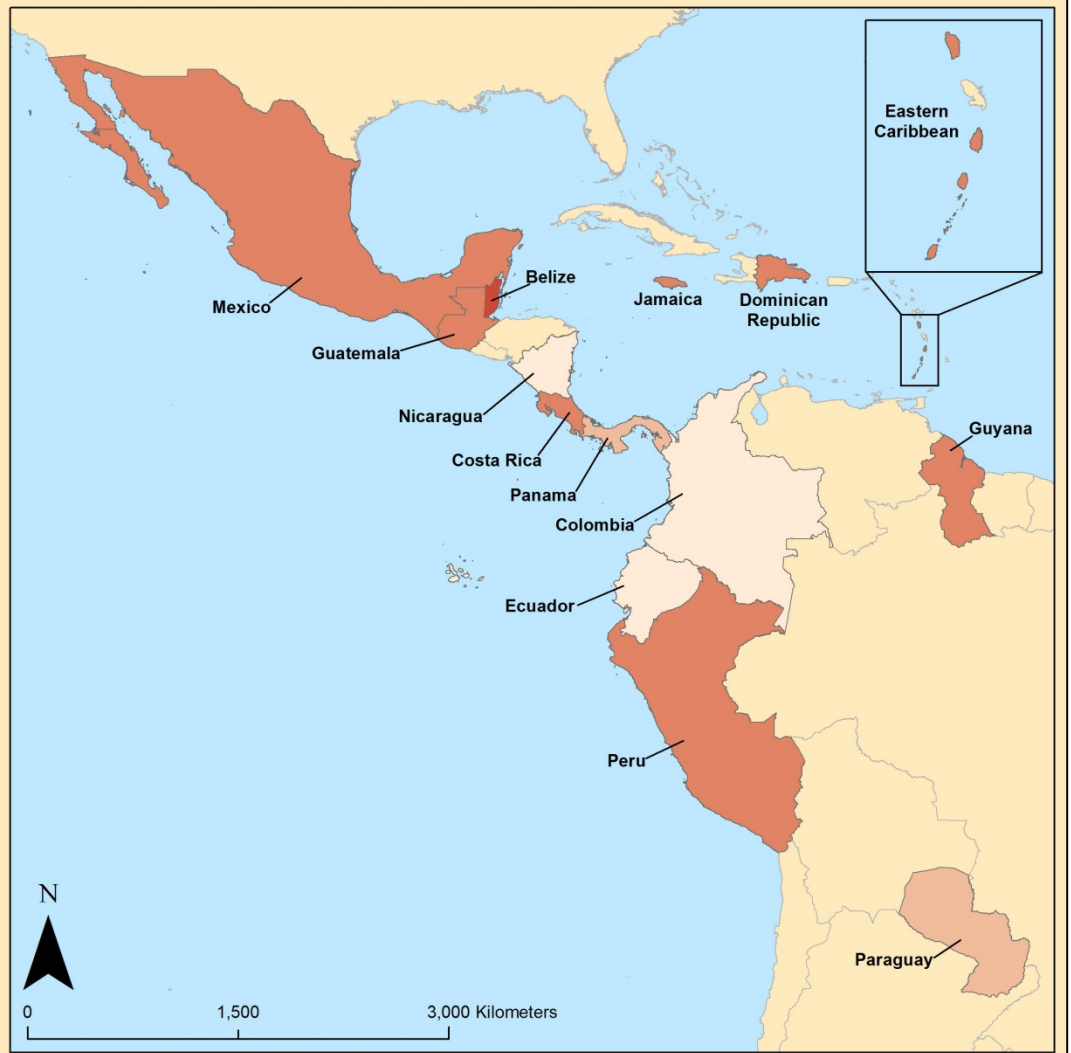 Eastern
Caribbean
Belize
Mexico
Jamaica
Dominican
Republic
Guatemala
Nicaragua
Guyana
Costa Rica
Panama
Colombia
Ecuador
Peru
N
Paraguay
0
1,500
3,000 Kilometers